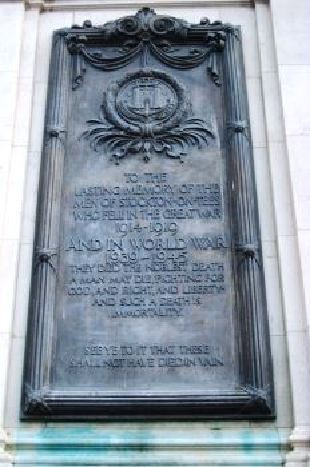 TO THE
LASTING MEMORY OF THE
MEN OF STOCKTON-ON-TEES
WHO FELL IN THE GREAT WAR
1914-1919
AND IN WORLD WAR
1939-1945
THEY DIED THE NOBLEST DEATH
A MAN MAY DIE, FIGHTING FOR
GOD, AND RIGHT, AND LIBERTY
AND SUCH A DEATH IS
IMMORTALITY.
SEE YE TO IT THAT THESE
SHALL NOT HAVE DIED IN VAIN